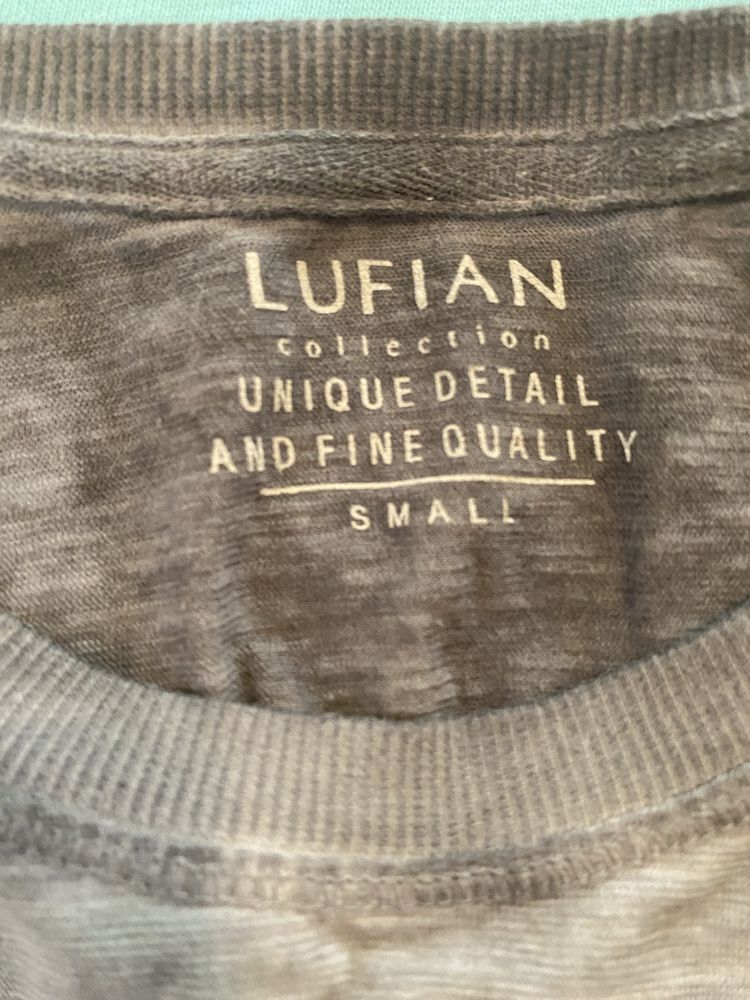 LUFIAN
collection
UNIQUE DETAIL
AND FINE QUALITY
SMALL